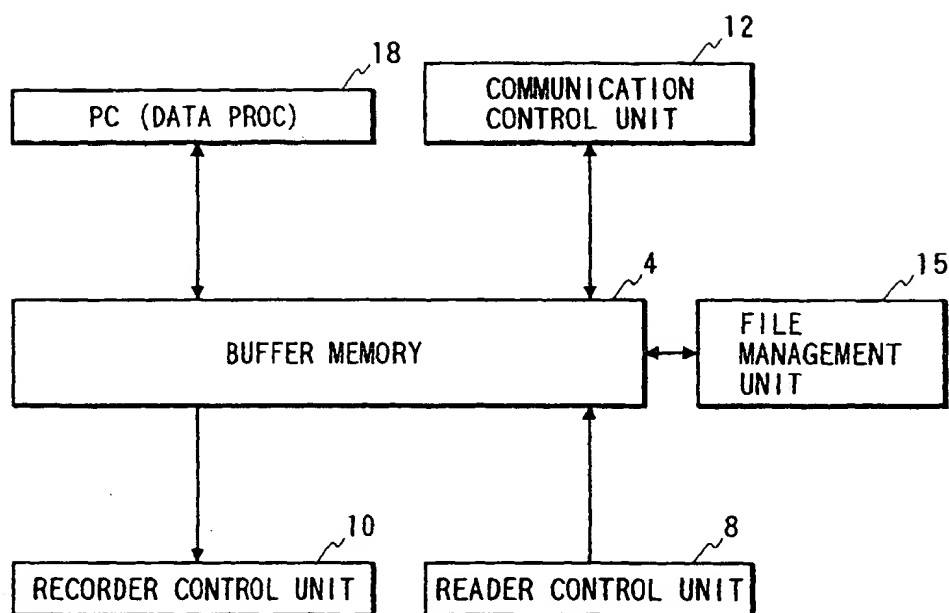 18
PC (DATA PROC)
12
COMMUNICATION
CONTROL UNIT
4
BUFFER MEMORY
15
FILE
MANAGEMENT
UNIT
10
RECORDER CONTROL UNIT
8
READER CONTROL UNIT